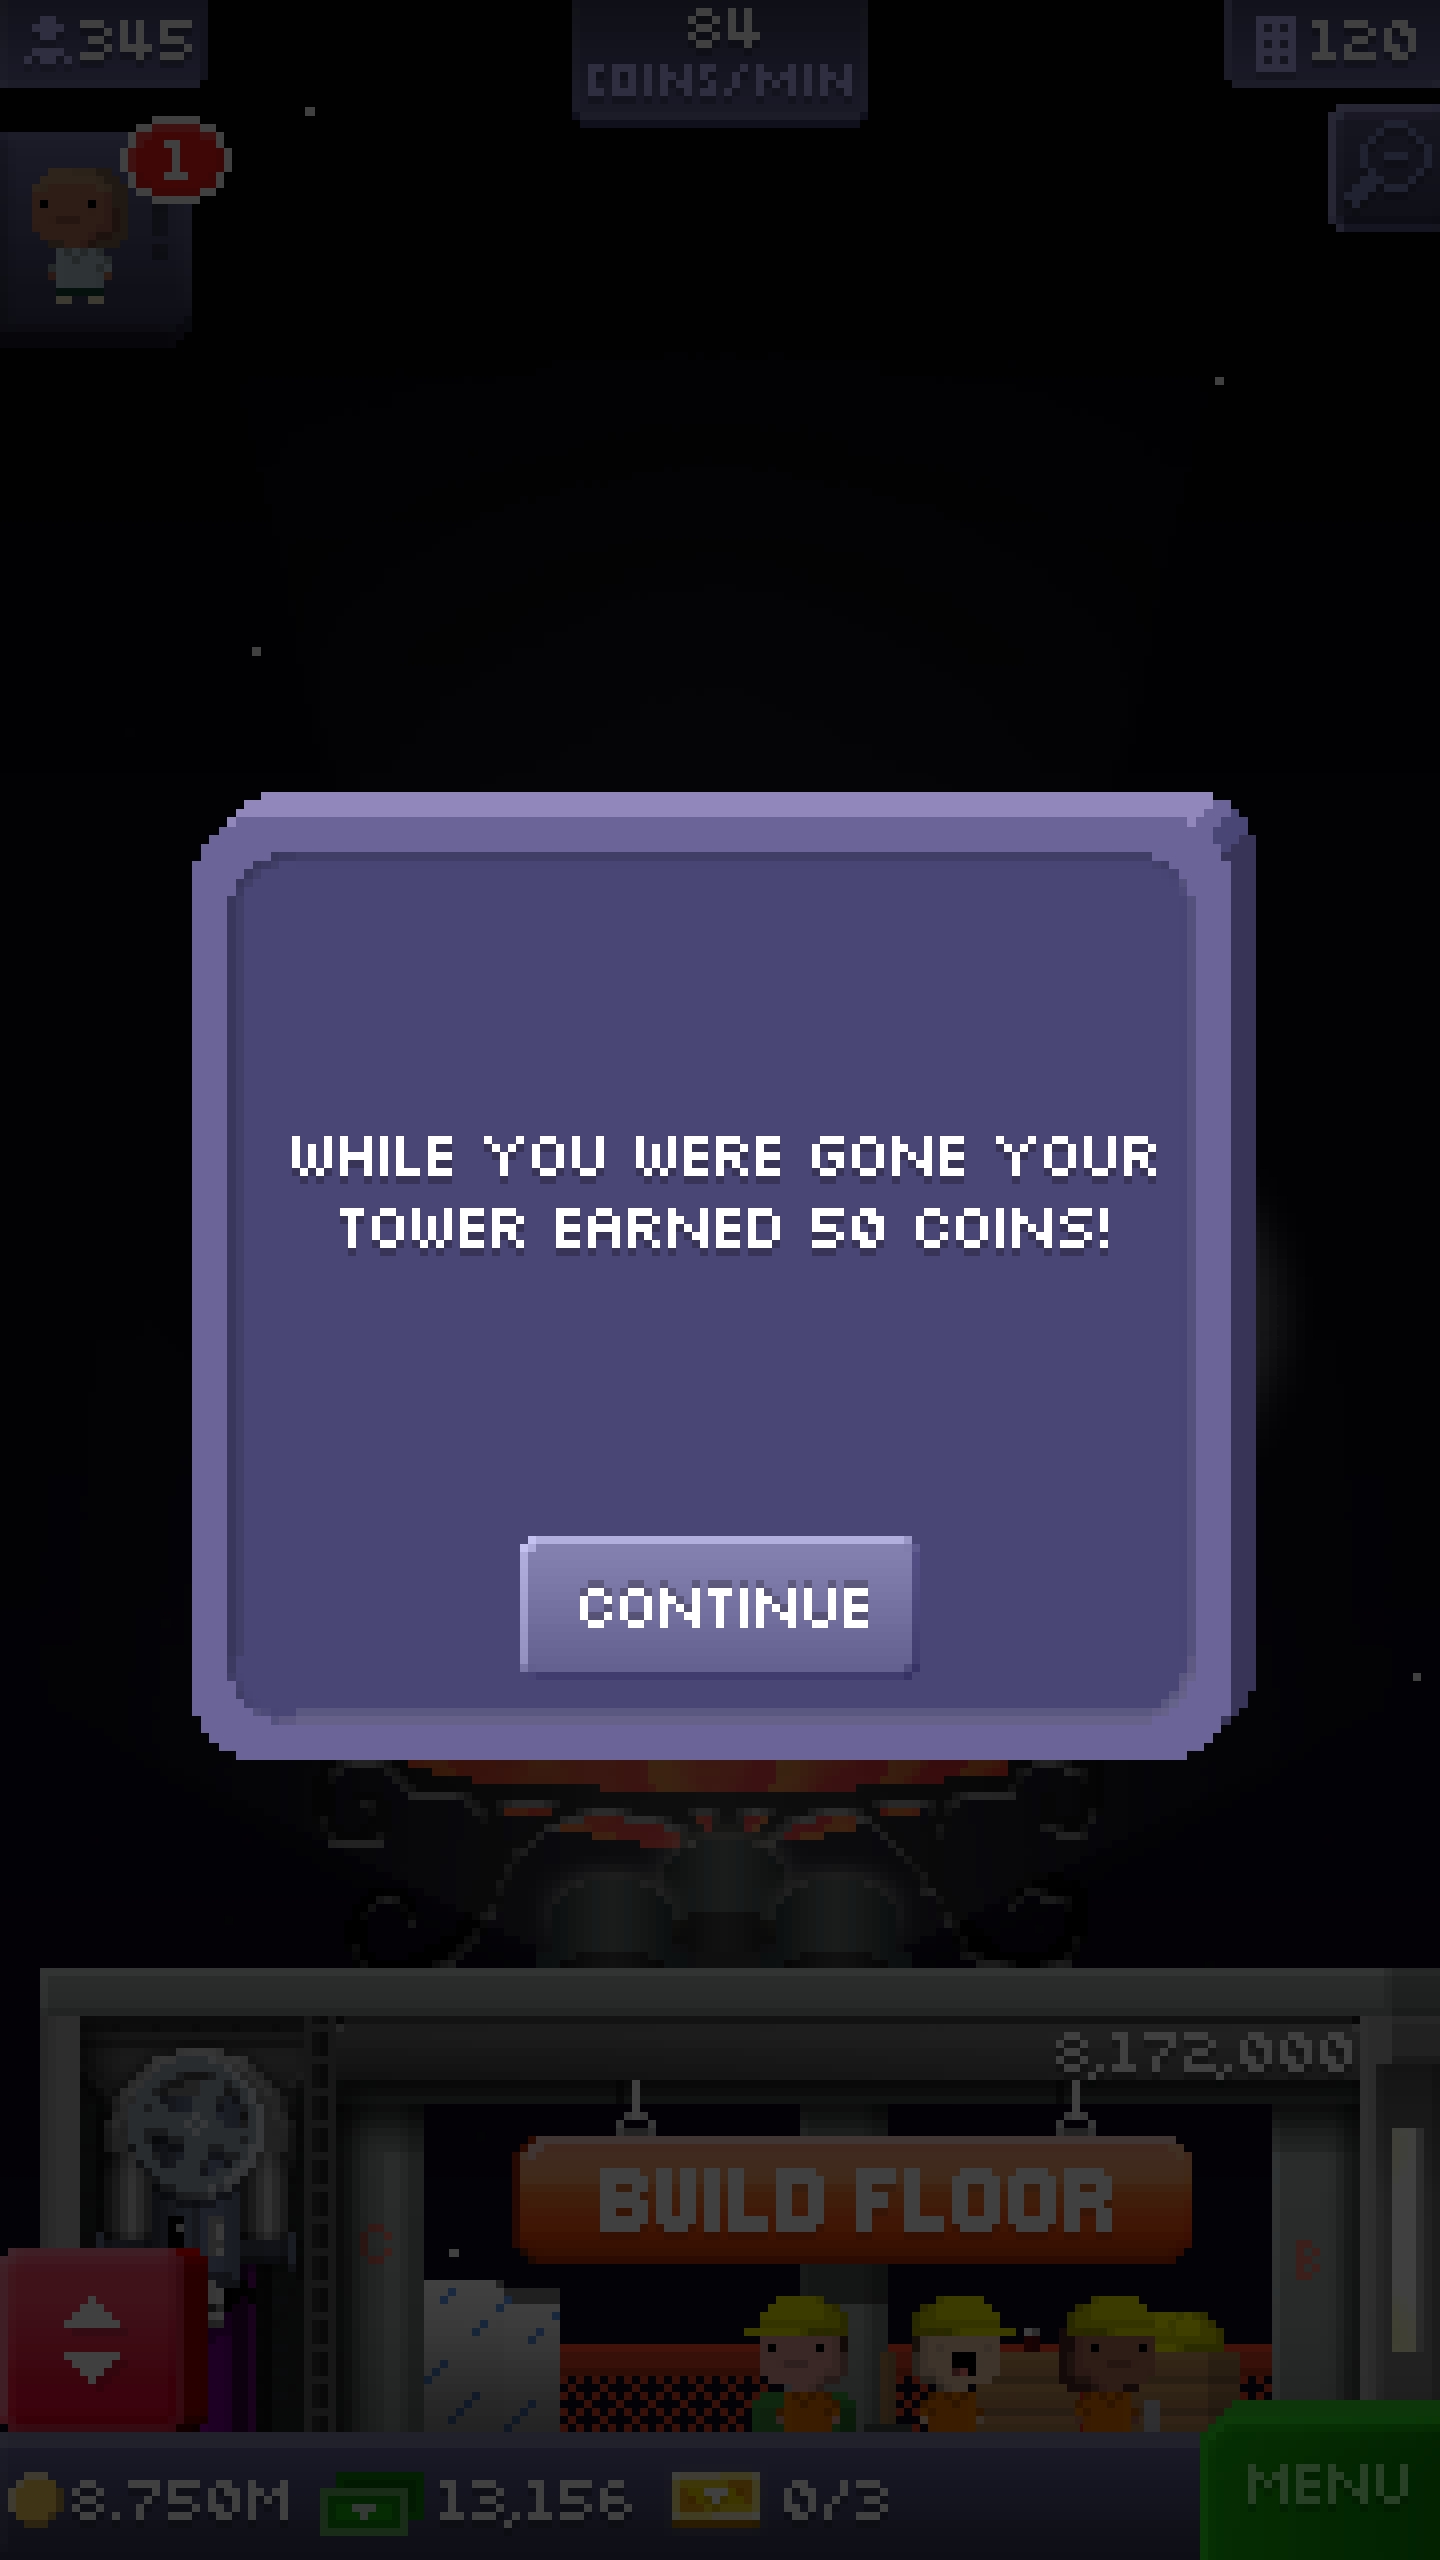 345
84
COINS/MIN
120
1
WHILE YOU WERE GONE YOUR
TOWER EARNED 50 COINS!
CONTINUE
8,172,000
BUILD FLOOR
C
B
8.750M
13,156
0/3
MENU